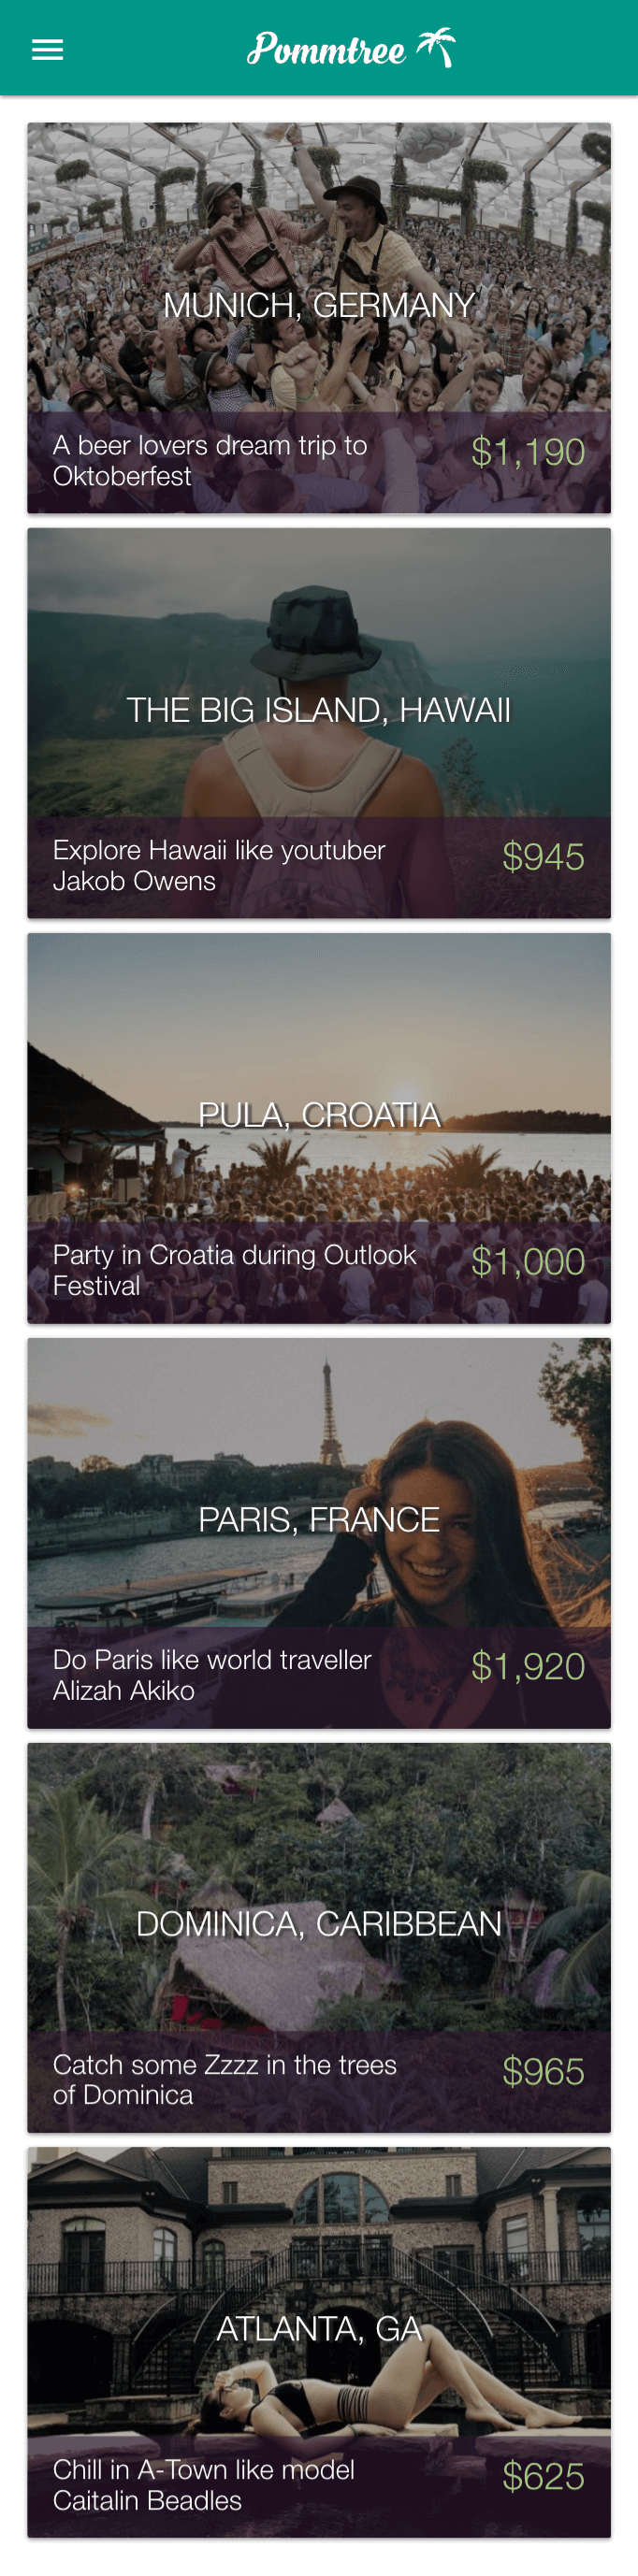 Pommtree
MUNICH, GERMANY
A beer lovers dream trip to
Oktoberfest
$1,190
THE BIG ISLAND, HAWAII
Explore Hawaii like youtuber
Jakob Owens
$945
PULA, CROATIA
Party in Croatia during Outlook
Festival
$1,000
PARIS, FRANCE
Do Paris like world traveller
Alizah Akiko
$1,920
DOMINICA, CARIBBEAN
Catch some Zzzz in the trees
of Dominica
$965
ATLANTA, GA
Chill in A-Town like model
Caitalin Beadles
$625